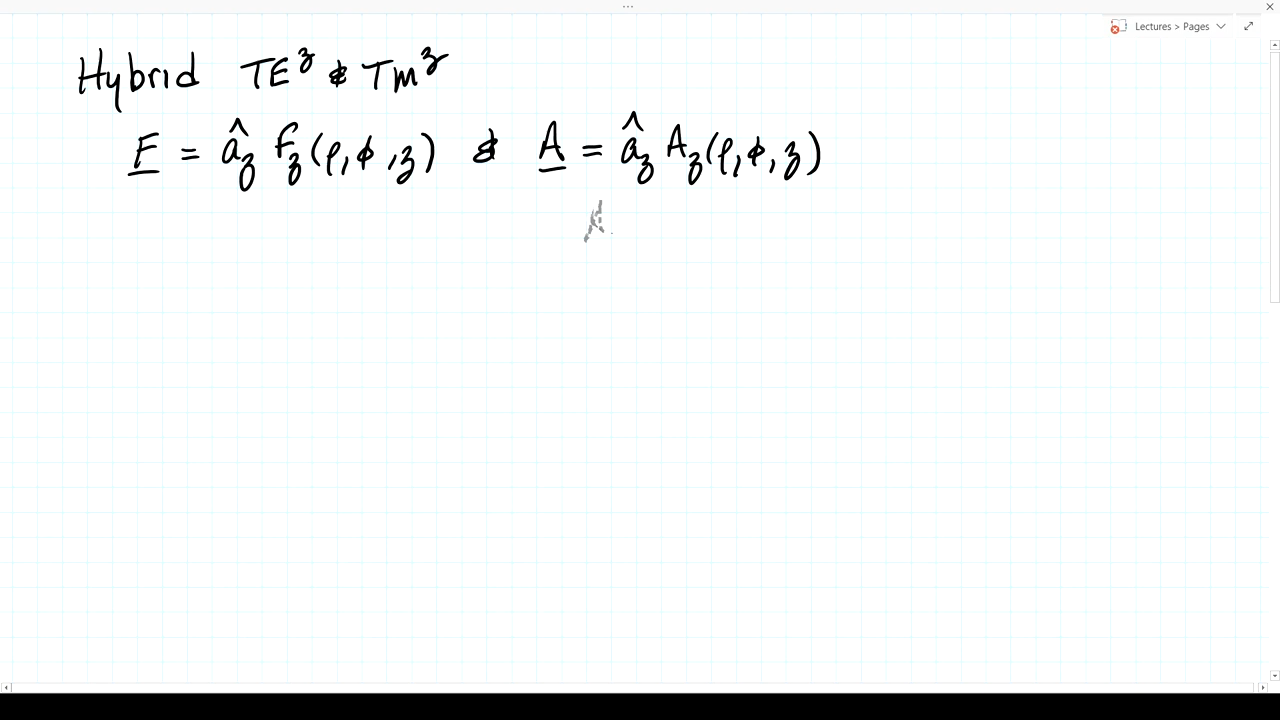 Lectures > Pages
Hybrid TE^z & TM^z
F = â_z F_z(ρ, φ, z) & A = â_z A_z(ρ, φ, z)